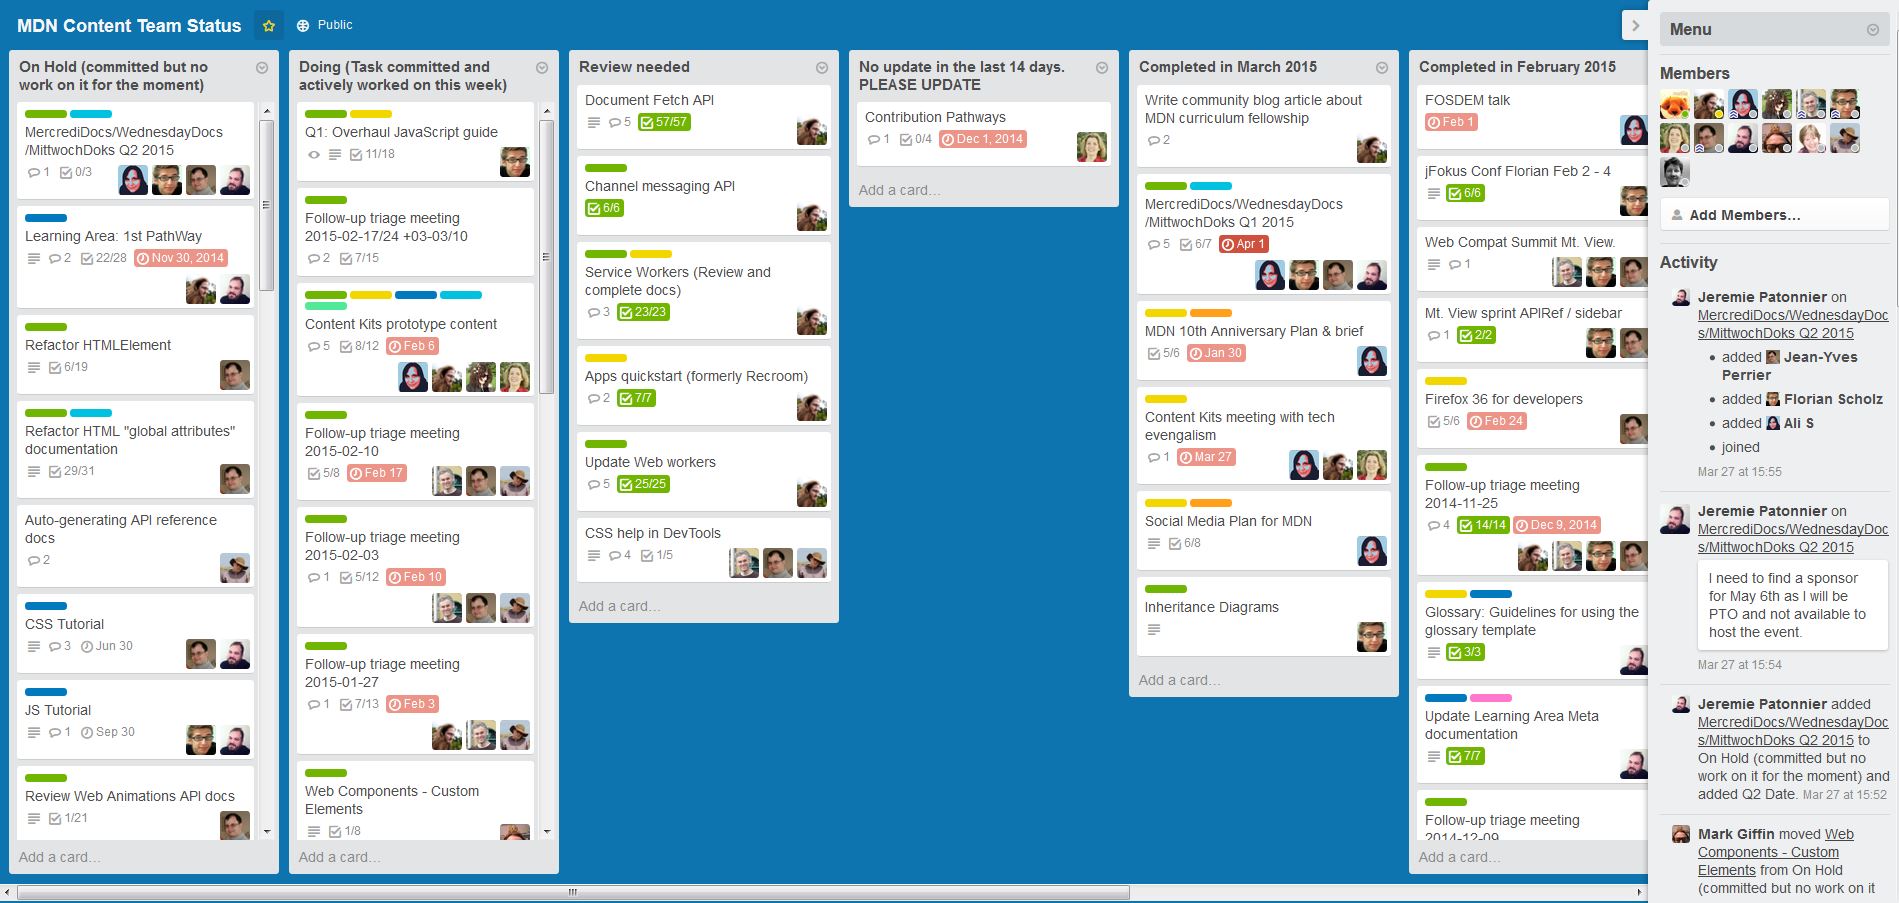 MDN Content Team Status
Public
On Hold (committed but no
work on it for the moment)
MercrediDocs/WednesdayDocs
/MittwochDoks Q2 2015
1 0/3
Learning Area: 1st PathWay
2 22/28 Nov 30, 2014
Refactor HTMLElement
6/19
Refactor HTML "global attributes"
documentation
29/31
Auto-generating API reference
docs
2
CSS Tutorial
3 Jun 30
JS Tutorial
1 Sep 30
Review Web Animations API docs
1/21
Add a card...
Doing (Task committed and
actively worked on this week)
Q1: Overhaul JavaScript guide
11/18
Follow-up triage meeting
2015-02-17/24 +03-03/10
2 7/15
Content Kits prototype content
5 8/12 Feb 6
Follow-up triage meeting
2015-02-10
5/8 Feb 17
Follow-up triage meeting
2015-02-03
1 5/12 Feb 10
Follow-up triage meeting
2015-01-27
1 7/13 Feb 3
Web Components - Custom
Elements
1/8
Add a card...
Review needed
Document Fetch API
5 57/57
Channel messaging API
6/6
Service Workers (Review and
complete docs)
3 23/23
Apps quickstart (formerly Recroom)
2 7/7
Update Web workers
5 25/25
CSS help in DevTools
4 1/5
Add a card...
No update in the last 14 days.
PLEASE UPDATE
Contribution Pathways
1 0/4 Dec 1, 2014
Add a card...
Completed in March 2015
Write community blog article about
MDN curriculum fellowship
2
MercrediDocs/WednesdayDocs
/MittwochDoks Q1 2015
5 6/7 Apr 1
MDN 10th Anniversary Plan & brief
5/6 Jan 30
Content Kits meeting with tech
evengalism
1 Mar 27
Social Media Plan for MDN
6/8
Inheritance Diagrams
Add a card...
Completed in February 2015
FOSDEM talk
Feb 1
jFokus Conf Florian Feb 2 - 4
6/6
Web Compat Summit Mt. View.
1
Mt. View sprint APIRef / sidebar
1 2/2
Firefox 36 for developers
5/6 Feb 24
Follow-up triage meeting
2014-11-25
4 14/14 Dec 9, 2014
Glossary: Guidelines for using the
glossary template
3/3
Update Learning Area Meta
documentation
7/7
Follow-up triage meeting
2014-12-09
Add a card...
Menu
Members
Add Members...
Activity
Jeremie Patonnier on
MercrediDocs/WednesdayDoc
s/MittwochDoks Q2 2015
• added Jean-Yves
Perrier
• added Florian Scholz
• added Ali S
• joined
Mar 27 at 15:55
Jeremie Patonnier on
MercrediDocs/WednesdayDoc
s/MittwochDoks Q2 2015
I need to find a sponsor
for May 6th as I will be
PTO and not available to
host the event.
Mar 27 at 15:54
Jeremie Patonnier added
MercrediDocs/WednesdayDoc
s/MittwochDoks Q2 2015 to
On Hold (committed but no
work on it for the moment) and
added Q2 Date. Mar 27 at 15:52
Mark Giffin moved Web
Components - Custom
Elements from On Hold
(committed but no work on it